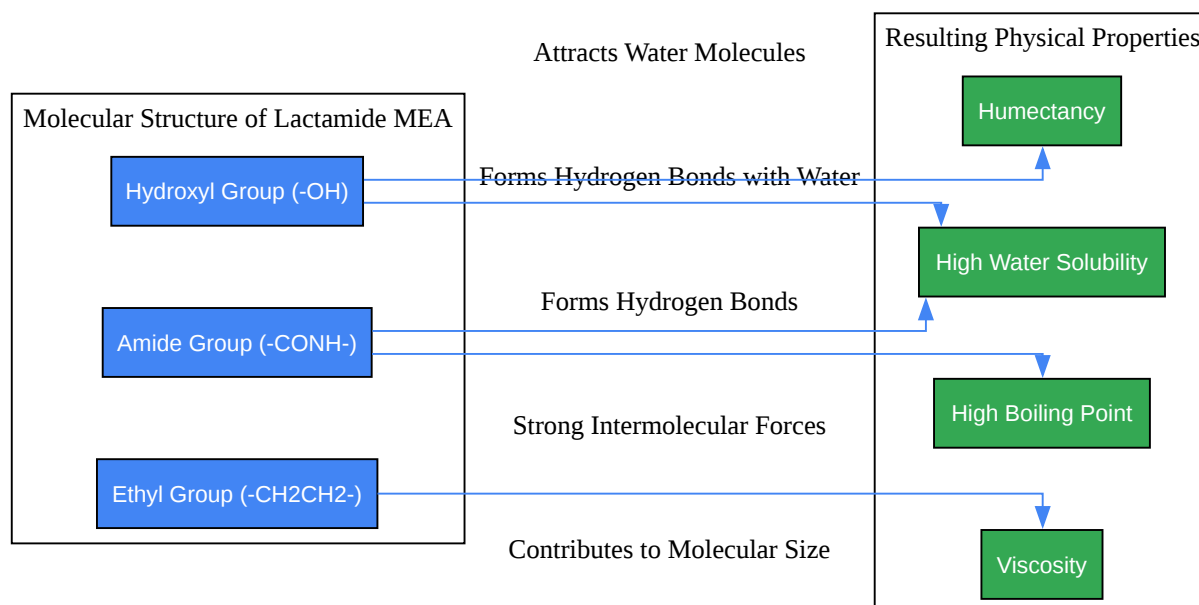 Attracts Water Molecules
Resulting Physical Properties
Humectancy
Molecular Structure of Lactamide MEA
Hydroxyl Group (-OH)
Forms Hydrogen Bonds with Water
High Water Solubility
Forms Hydrogen Bonds
Amide Group (-CONH-)
High Boiling Point
Strong Intermolecular Forces
Ethyl Group (-CH2CH2-)
Contributes to Molecular Size
Viscosity